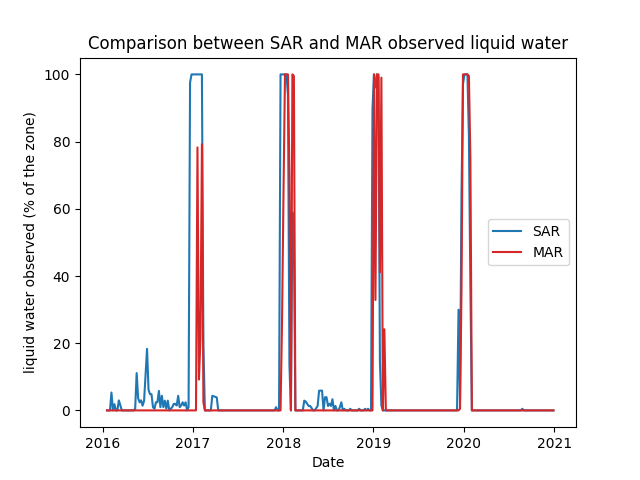 Comparison between SAR and MAR observed liquid water
liquid water observed (% of the zone)
100
80
60
40
20
0
SAR
MAR
2016 2017 2018 2019 2020 2021
Date